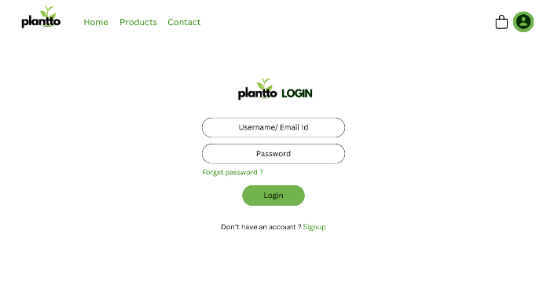 plantto Home Products Contact
plantto LOGIN
Username/ Email Id
Password
Forget password ?
Login
Don't have an account ? Signup